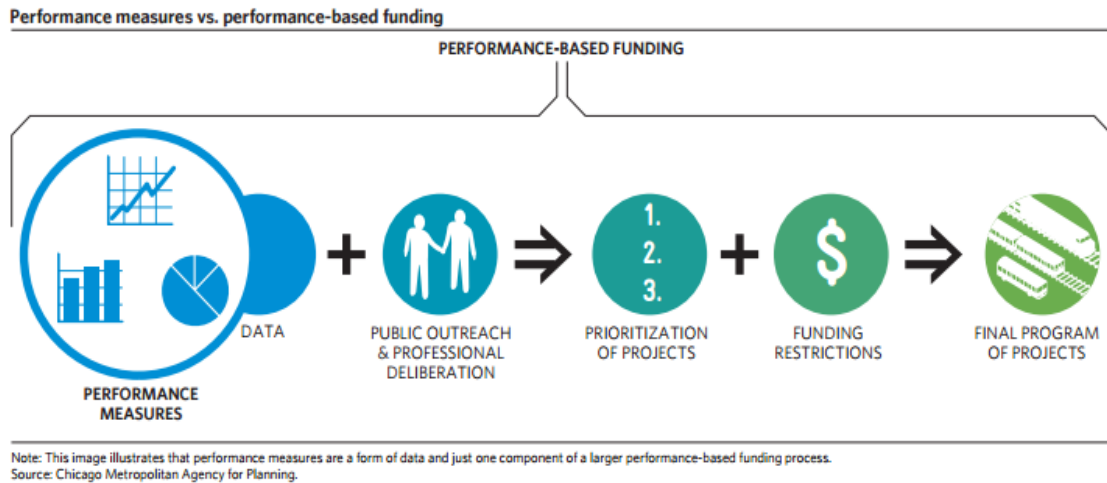 Performance measures vs. performance-based funding
PERFORMANCE-BASED FUNDING
1.
2.
3.
$
DATA
PUBLIC OUTREACH
& PROFESSIONAL
DELIBERATION
PRIORITIZATION
OF PROJECTS
FUNDING
RESTRICTIONS
FINAL PROGRAM
OF PROJECTS
PERFORMANCE
MEASURES
Note: This image illustrates that performance measures are a form of data and just one component of a larger performance-based funding process.
Source: Chicago Metropolitan Agency for Planning.